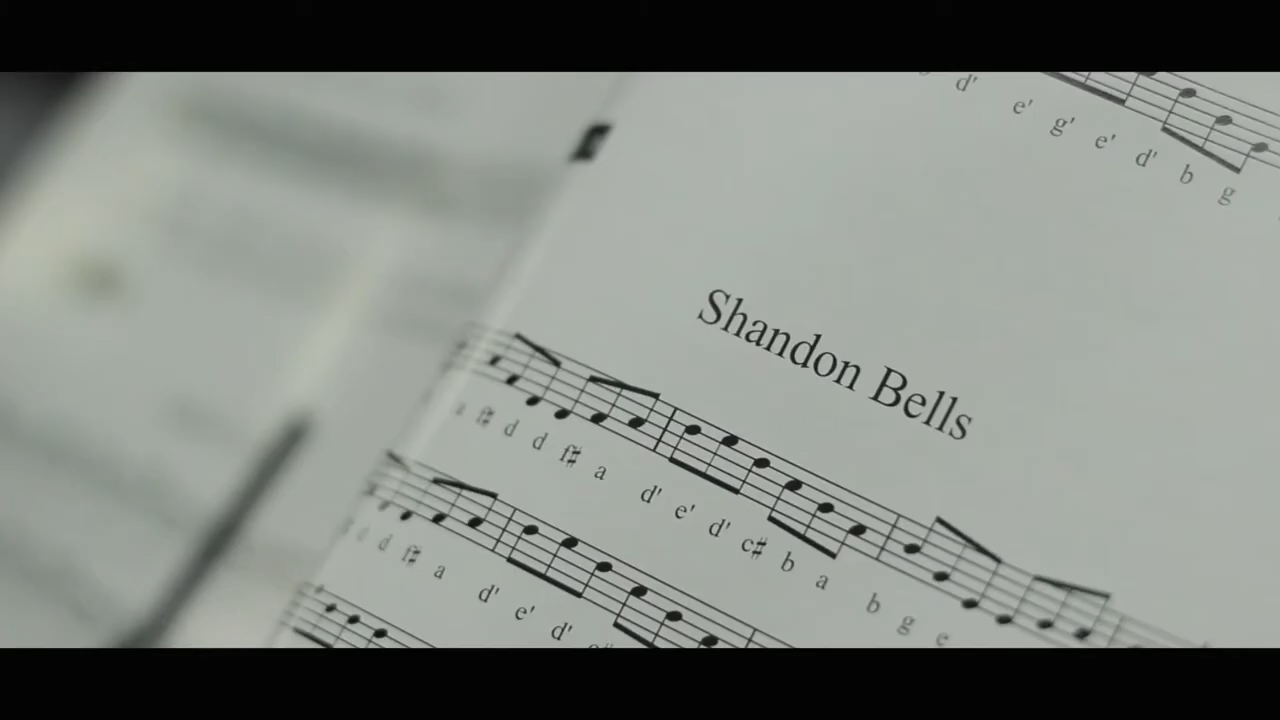 d' e' g' e' d' b g
Shandon Bells
f# d d f# a d' e' d' c# b a b g e
d f# a d' e' d'